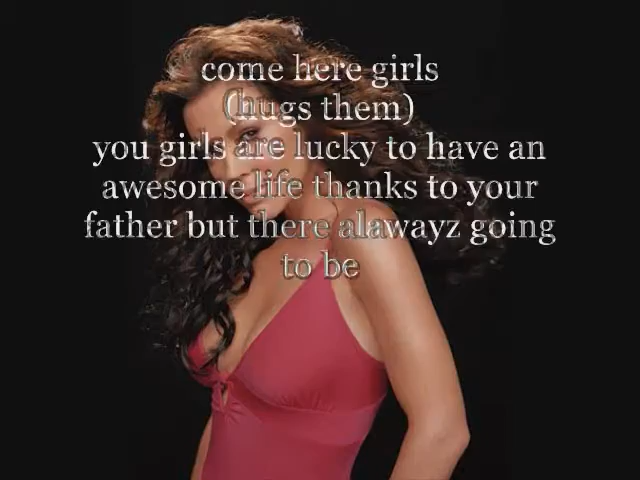 come here girls
(hugs them)
you girls are lucky to have an
awesome life thanks to your
father but there alawayz going
to be